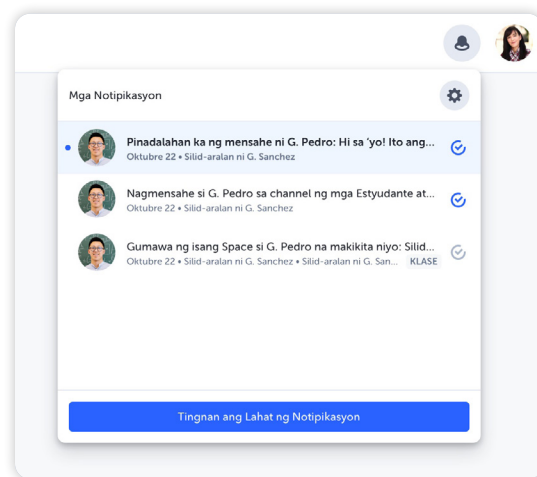 Mga Notipikasyon
Pinadalahan ka ng mensahe ni G. Pedro: Hi sa ‘yo! Ito ang...
Oktubre 22 • Silid-aralan ni G. Sanchez
Nagmensahe si G. Pedro sa channel ng mga Estyudante at...
Oktubre 22 • Silid-aralan ni G. Sanchez
Gumawa ng isang Space si G. Pedro na makikita niyo: Silid...
Oktubre 22 • Silid-aralan ni G. Sanchez • Silid-aralan ni G. San... KLASE
Tingnan ang Lahat ng Notipikasyon